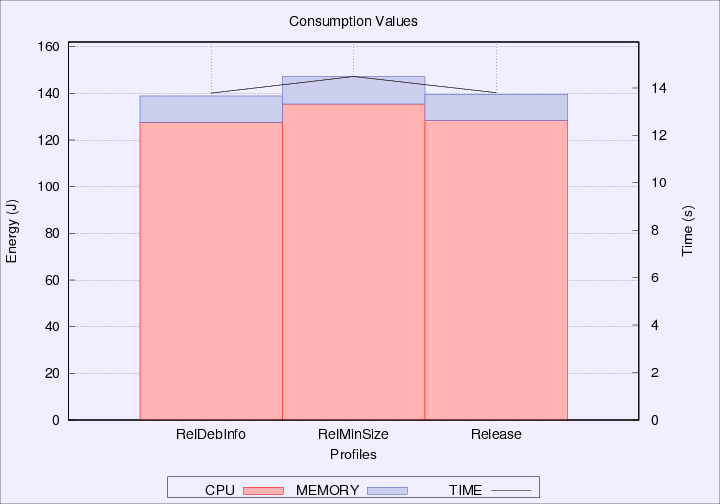 Consumption Values
160
140
120
100
80
60
40
20
0
Energy (J)
14
12
10
8
6
4
2
0
Time (s)
RelDebInfo RelMinSize Release
Profiles
CPU MEMORY TIME